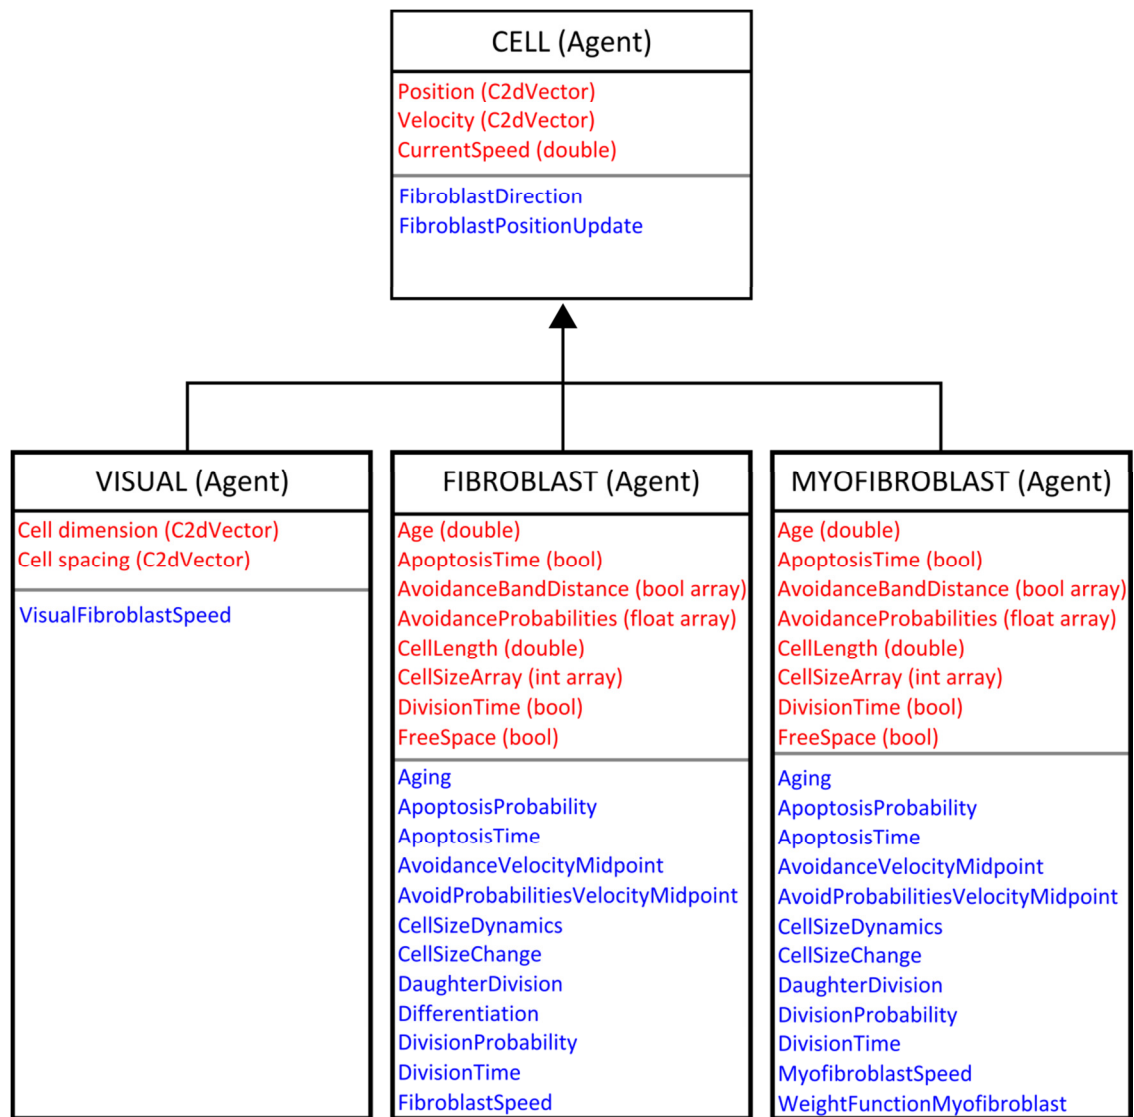 CELL (Agent)
Position (C2dVector)
Velocity (C2dVector)
CurrentSpeed (double)
FibroblastDirection
FibroblastPositionUpdate
VISUAL (Agent)
Cell dimension (C2dVector)
Cell spacing (C2dVector)
VisualFibroblastSpeed
FIBROBLAST (Agent)
Age (double)
ApoptosisTime (bool)
AvoidanceBandDistance (bool array)
AvoidanceProbabilities (float array)
CellLength (double)
CellSizeArray (int array)
DivisionTime (bool)
FreeSpace (bool)
Aging
ApoptosisProbability
ApoptosisTime
AvoidanceVelocityMidpoint
AvoidProbabilitiesVelocityMidpoint
CellSizeDynamics
CellSizeChange
DaughterDivision
Differentiation
DivisionProbability
DivisionTime
FibroblastSpeed
MYOFIBROBLAST (Agent)
Age (double)
ApoptosisTime (bool)
AvoidanceBandDistance (bool array)
AvoidanceProbabilities (float array)
CellLength (double)
CellSizeArray (int array)
DivisionTime (bool)
FreeSpace (bool)
Aging
ApoptosisProbability
ApoptosisTime
AvoidanceVelocityMidpoint
AvoidProbabilitiesVelocityMidpoint
CellSizeDynamics
CellSizeChange
DaughterDivision
DivisionProbability
DivisionTime
MyofibroblastSpeed
WeightFunctionMyofibroblast